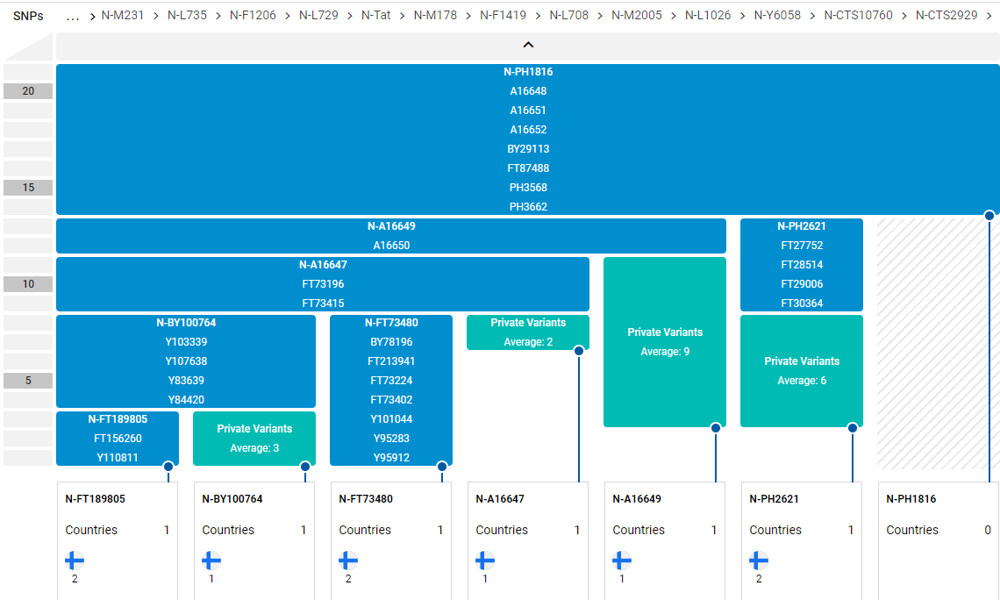 SNPs ... > N-M231 > N-L735 > N-F1206 > N-L729 > N-Tat > N-M178 > N-F1419 > N-L708 > N-M2005 > N-L1026 > N-Y6058 > N-CTS10760 > N-CTS2929 >
N-PH1816
20
A16648
A16651
A16652
BY29113
FT87488
15
PH3568
PH3662
N-A16649
A16650
N-PH2621
FT27752
FT28514
FT29006
FT30364
N-A16647
10
FT73196
FT73415
Private Variants
Average: 9
N-BY100764
Y103339
Y107638
5
Y83639
Y84420
N-FT73480
BY78196
FT213941
FT73224
FT73402
Y101044
Y95283
Y95912
Private Variants
Average: 2
Private Variants
Average: 6
N-FT189805
FT156260
Y110811
Private Variants
Average: 3
N-FT189805
Countries 1
2
N-BY100764
Countries 1
1
N-FT73480
Countries 1
2
N-A16647
Countries 1
1
N-A16649
Countries 1
1
N-PH2621
Countries 1
2
N-PH1816
Countries 0